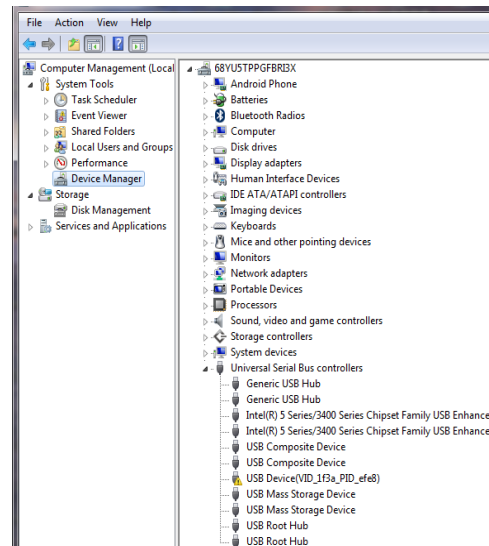 File Action View Help
Computer Management (Local
System Tools
Task Scheduler
Event Viewer
Shared Folders
Local Users and Groups
Performance
Device Manager
Storage
Disk Management
Services and Applications
68YU5TPPGFBRI3X
Android Phone
Batteries
Bluetooth Radios
Computer
Disk drives
Display adapters
Human Interface Devices
IDE ATA/ATAPI controllers
Imaging devices
Keyboards
Mice and other pointing devices
Monitors
Network adapters
Portable Devices
Processors
Sound, video and game controllers
Storage controllers
System devices
Universal Serial Bus controllers
Generic USB Hub
Generic USB Hub
Intel(R) 5 Series/3400 Series Chipset Family USB Enhance
Intel(R) 5 Series/3400 Series Chipset Family USB Enhance
USB Composite Device
USB Composite Device
USB Device(VID_1f3a_PID_efe8)
USB Mass Storage Device
USB Mass Storage Device
USB Root Hub
USB Root Hub